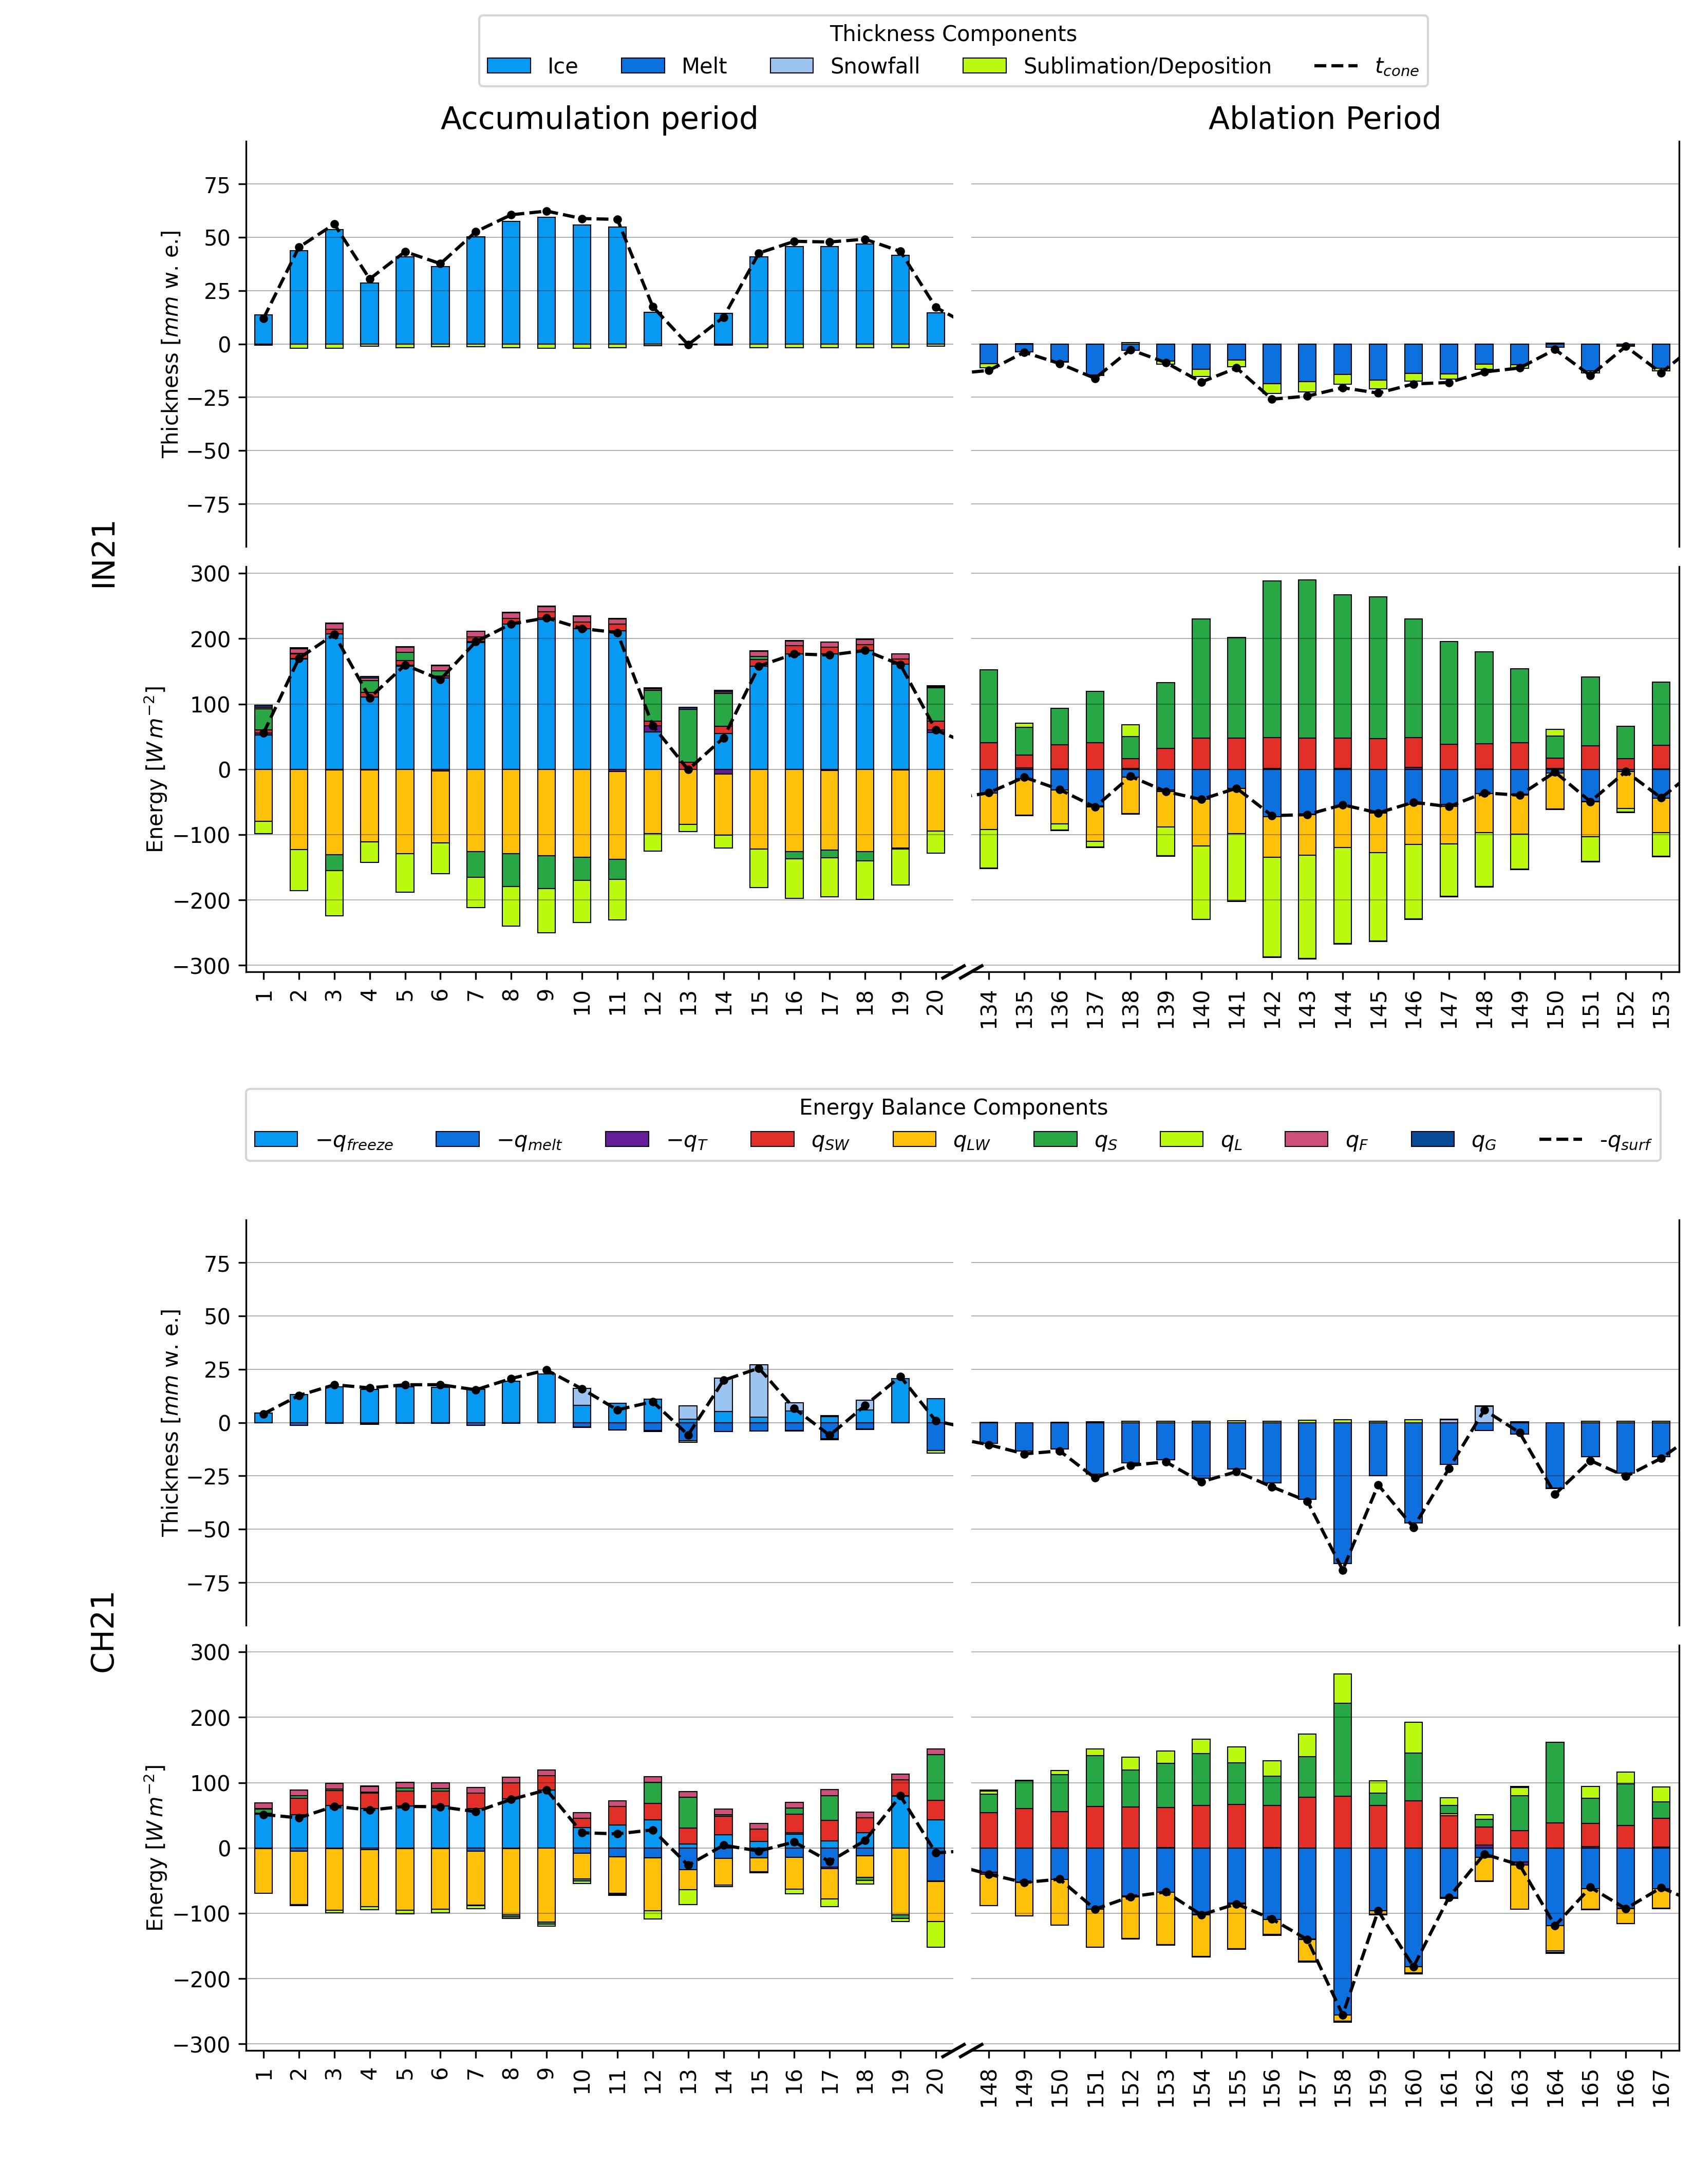 Thickness Components
Ice Melt Snowfall Sublimation/Deposition t_cone
Accumulation period Ablation Period
IN21
Thickness [mm w. e.]
75
50
25
0
−25
−50
−75
Energy [W m^−2]
300
200
100
0
−100
−200
−300
1 2 3 4 5 6 7 8 9 10 11 12 13 14 15 16 17 18 19 20 134 135 136 137 138 139 140 141 142 143 144 145 146 147 148 149 150 151 152 153
Energy Balance Components
−q_freeze −q_melt −q_T q_SW q_LW q_S q_L q_F q_G -q_surf
CH21
Thickness [mm w. e.]
75
50
25
0
−25
−50
−75
Energy [W m^−2]
300
200
100
0
−100
−200
−300
1 2 3 4 5 6 7 8 9 10 11 12 13 14 15 16 17 18 19 20 148 149 150 151 152 153 154 155 156 157 158 159 160 161 162 163 164 165 166 167